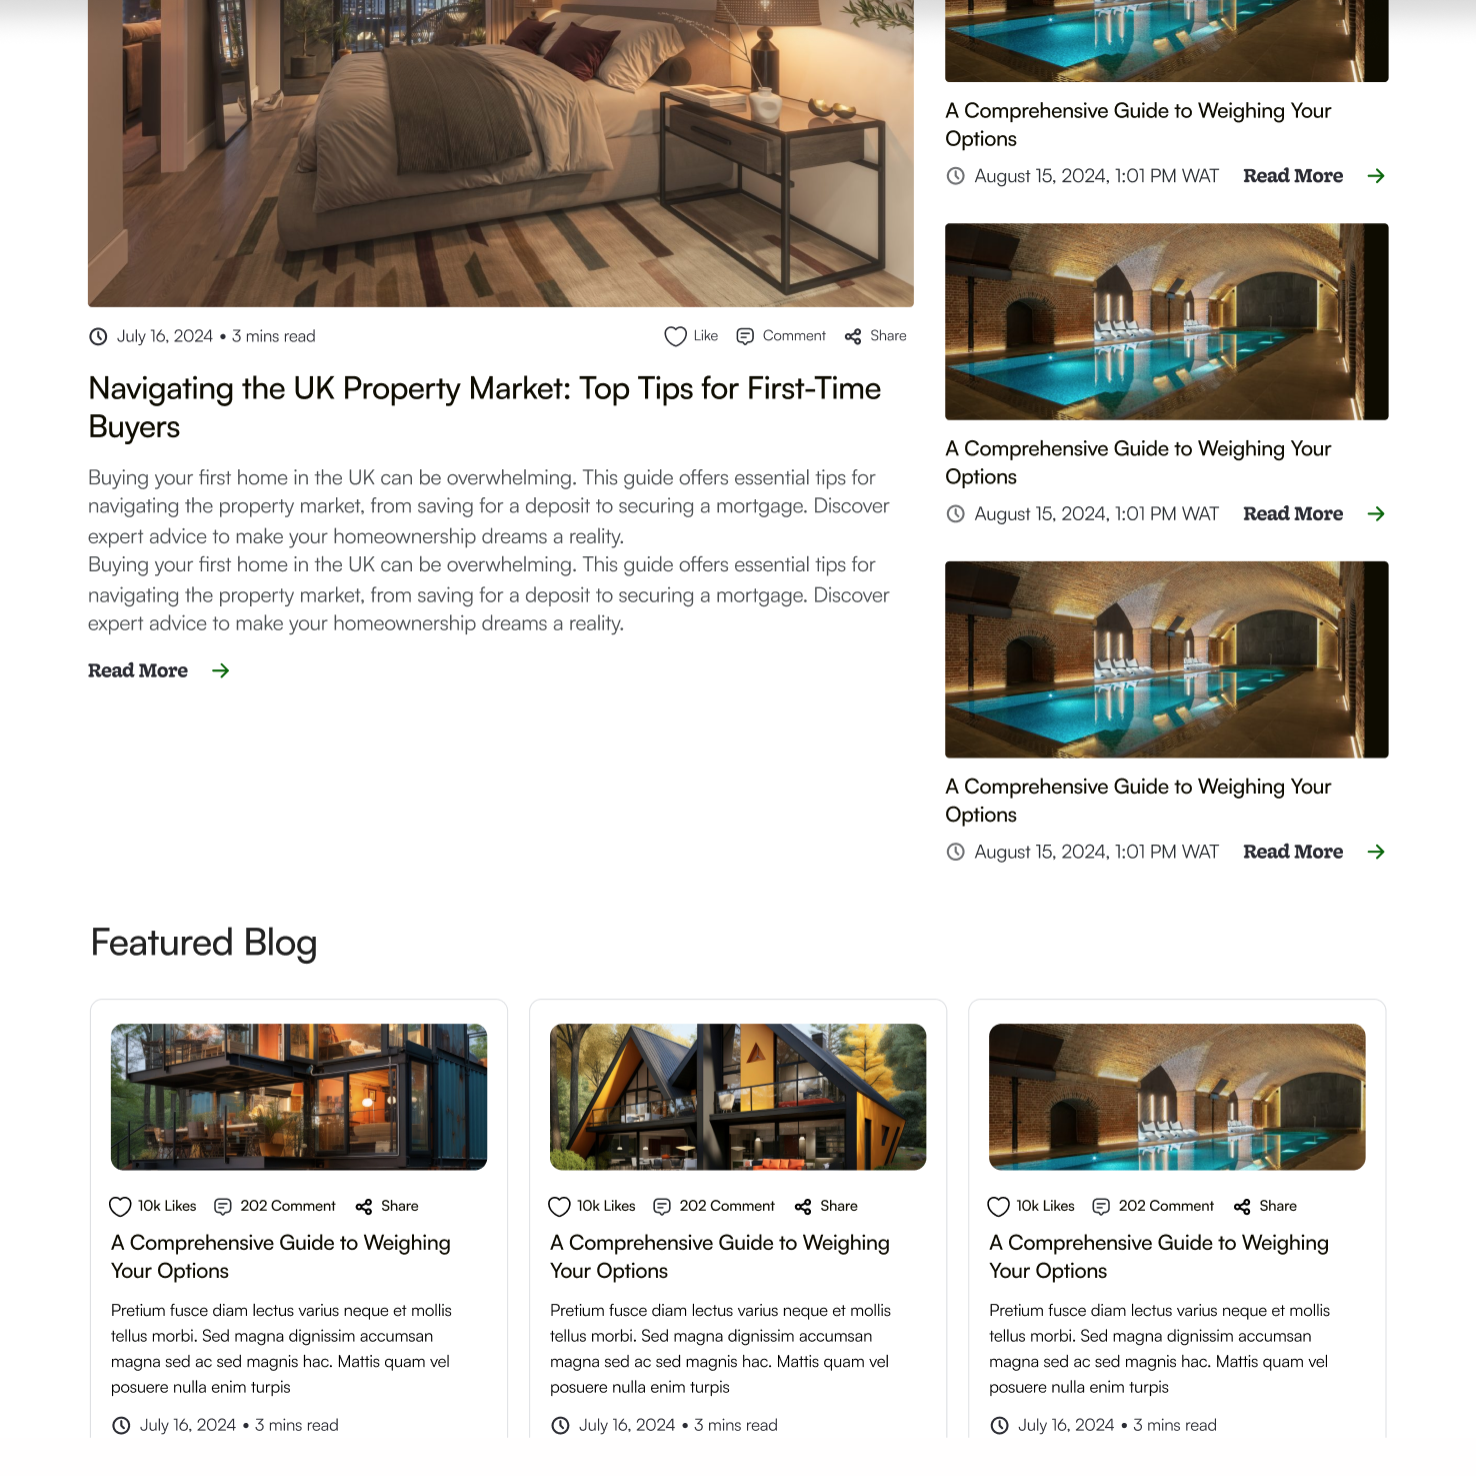 July 16, 2024 • 3 mins read
Like
Comment
Share
Navigating the UK Property Market: Top Tips for First-Time
Buyers
Buying your first home in the UK can be overwhelming. This guide offers essential tips for
navigating the property market, from saving for a deposit to securing a mortgage. Discover
expert advice to make your homeownership dreams a reality.
Buying your first home in the UK can be overwhelming. This guide offers essential tips for
navigating the property market, from saving for a deposit to securing a mortgage. Discover
expert advice to make your homeownership dreams a reality.
Read More
A Comprehensive Guide to Weighing Your
Options
August 15, 2024, 1:01 PM WAT
Read More
A Comprehensive Guide to Weighing Your
Options
August 15, 2024, 1:01 PM WAT
Read More
A Comprehensive Guide to Weighing Your
Options
August 15, 2024, 1:01 PM WAT
Read More
Featured Blog
10k Likes
202 Comment
Share
A Comprehensive Guide to Weighing
Your Options
Pretium fusce diam lectus varius neque et mollis
tellus morbi. Sed magna dignissim accumsan
magna sed ac sed magnis hac. Mattis quam vel
posuere nulla enim turpis
July 16, 2024 • 3 mins read
10k Likes
202 Comment
Share
A Comprehensive Guide to Weighing
Your Options
Pretium fusce diam lectus varius neque et mollis
tellus morbi. Sed magna dignissim accumsan
magna sed ac sed magnis hac. Mattis quam vel
posuere nulla enim turpis
July 16, 2024 • 3 mins read
10k Likes
202 Comment
Share
A Comprehensive Guide to Weighing
Your Options
Pretium fusce diam lectus varius neque et mollis
tellus morbi. Sed magna dignissim accumsan
magna sed ac sed magnis hac. Mattis quam vel
posuere nulla enim turpis
July 16, 2024 • 3 mins read